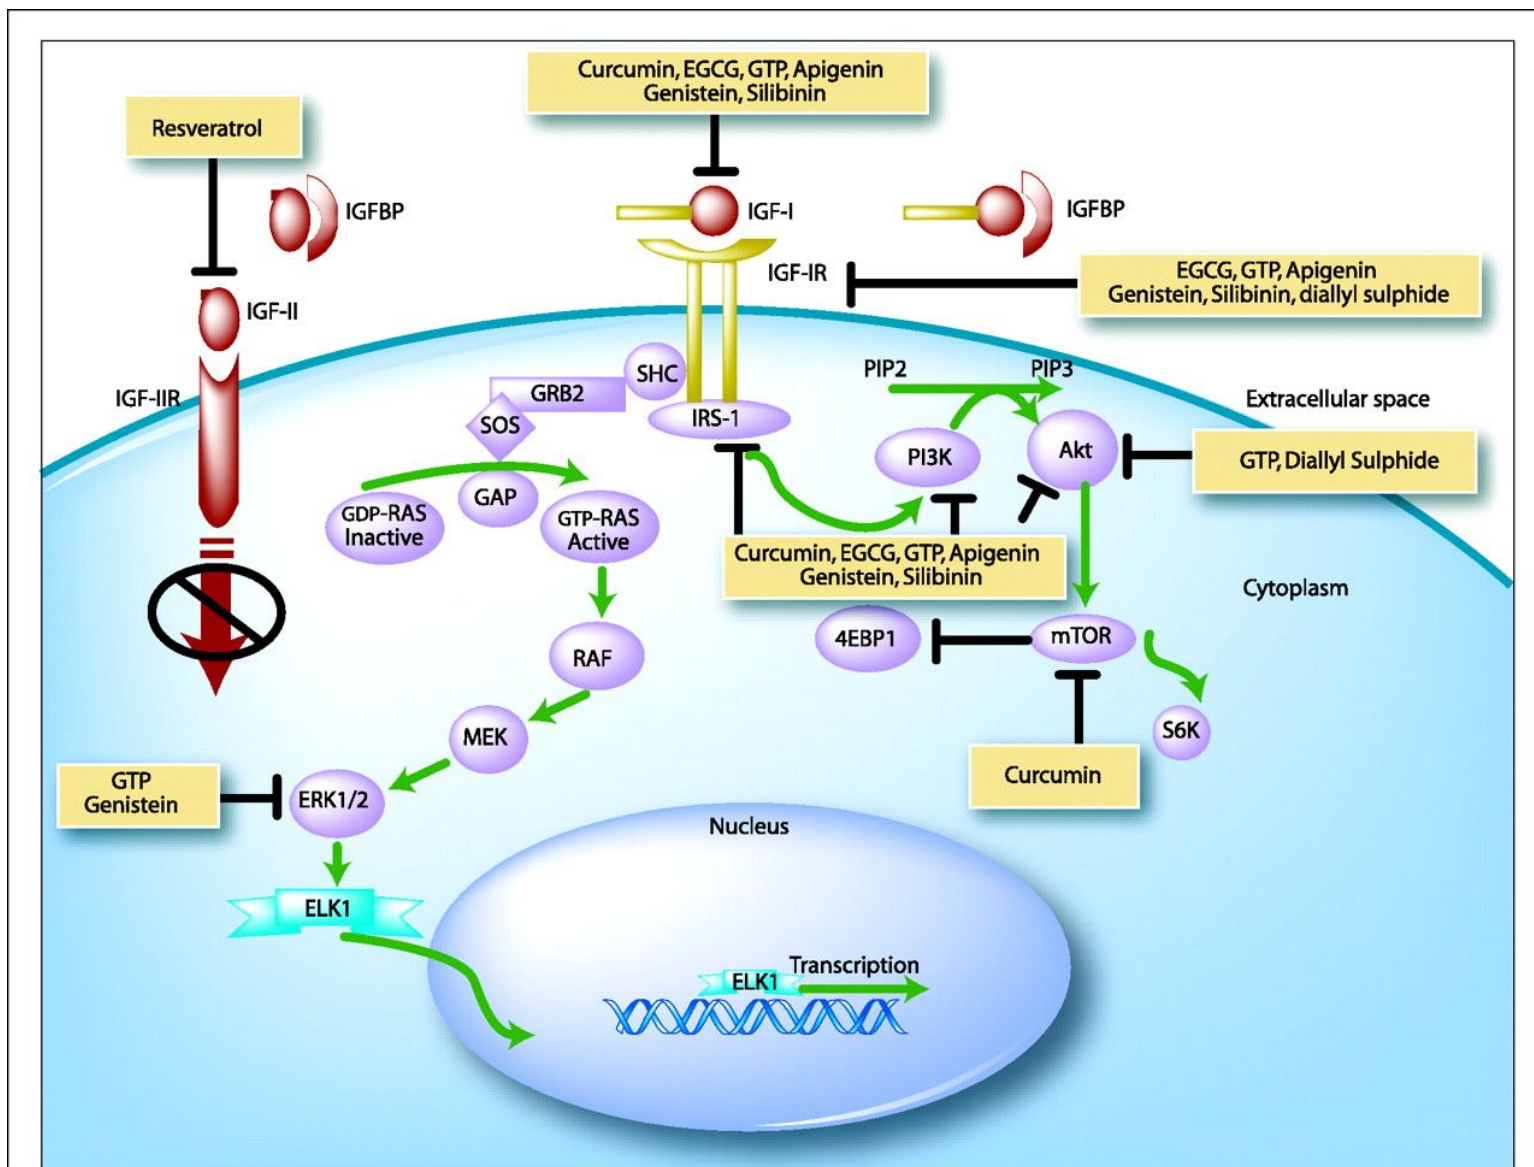 Curcumin, EGCG, GTP, Apigenin
Genistein, Silibinin
Resveratrol
IGFBP
IGF-I
IGFBP
IGF-IR
EGCG, GTP, Apigenin
Genistein, Silibinin, diallyl sulphide
IGF-II
IGF-IIR
SHC
GRB2
SOS
IRS-1
PIP2
PIP3
Extracellular space
PI3K
Akt
GTP, Diallyl Sulphide
GAP
GDP-RAS
Inactive
GTP-RAS
Active
Curcumin, EGCG, GTP, Apigenin
Genistein, Silibinin
Cytoplasm
4EBP1
mTOR
RAF
MEK
S6K
GTP
Genistein
ERK1/2
Curcumin
Nucleus
ELK1
Transcription
ELK1